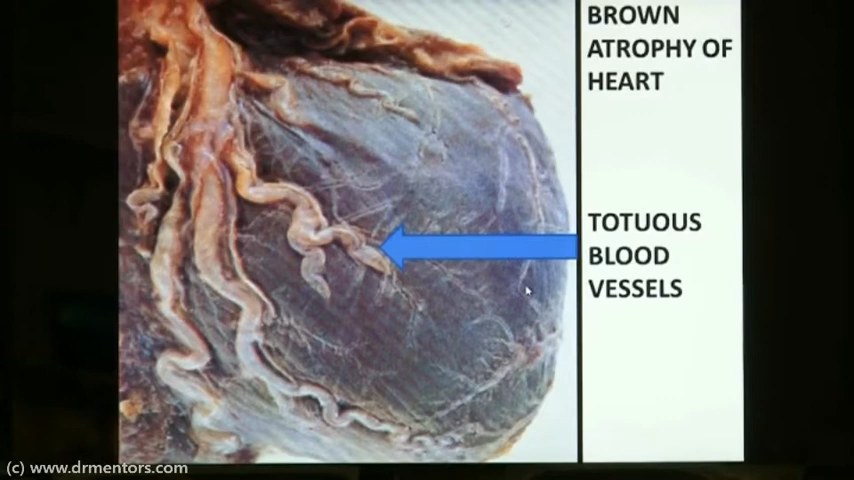 BROWN
ATROPHY OF
HEART
TOTUOUS
BLOOD
VESSELS
(c) www.drmentors.com